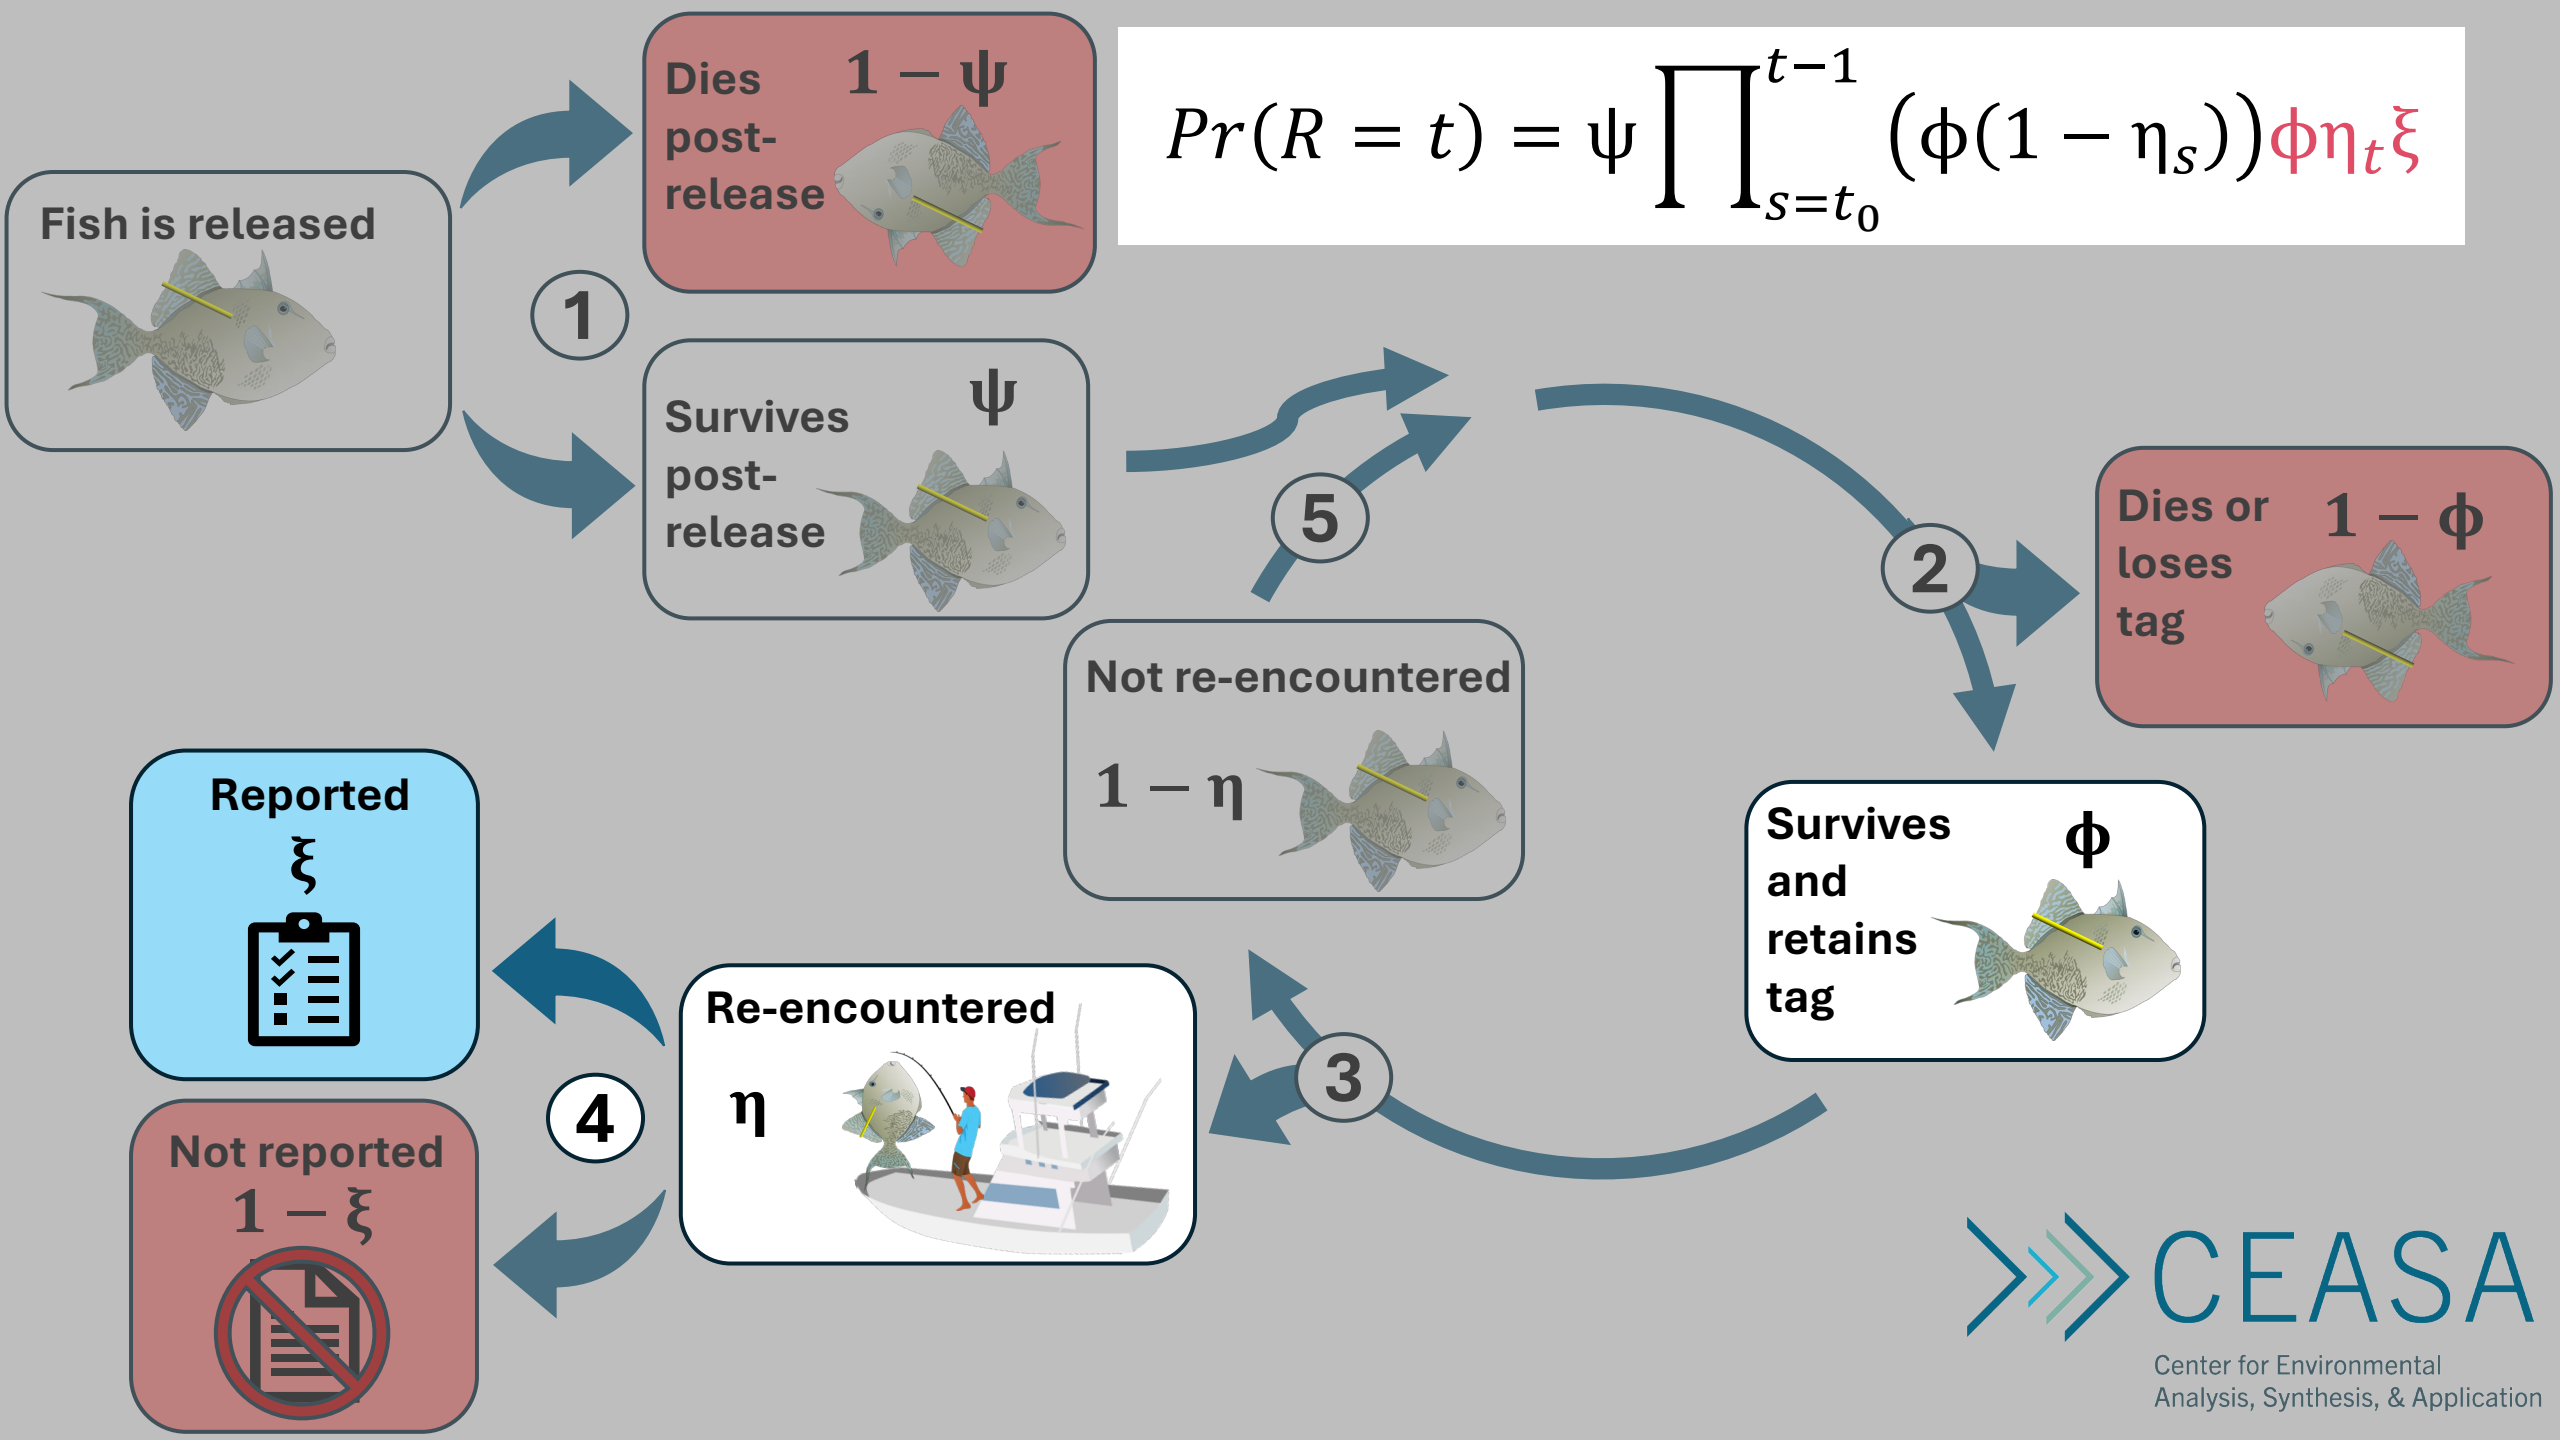 Fish is released
1
Dies
post-
release
1 − ψ
Pr(R = t) = ψ∏_{s=t₀}^{t−1} (ϕ(1 − η_s))ϕη_tξ
Survives
post-
release
ψ
5
2
Dies or
loses
tag
1 − ϕ
Not re-encountered
1 − η
Survives
and
retains
tag
ϕ
3
Re-encountered
η
4
Reported
ξ
Not reported
1 − ξ
CEASA
Center for Environmental
Analysis, Synthesis, & Application